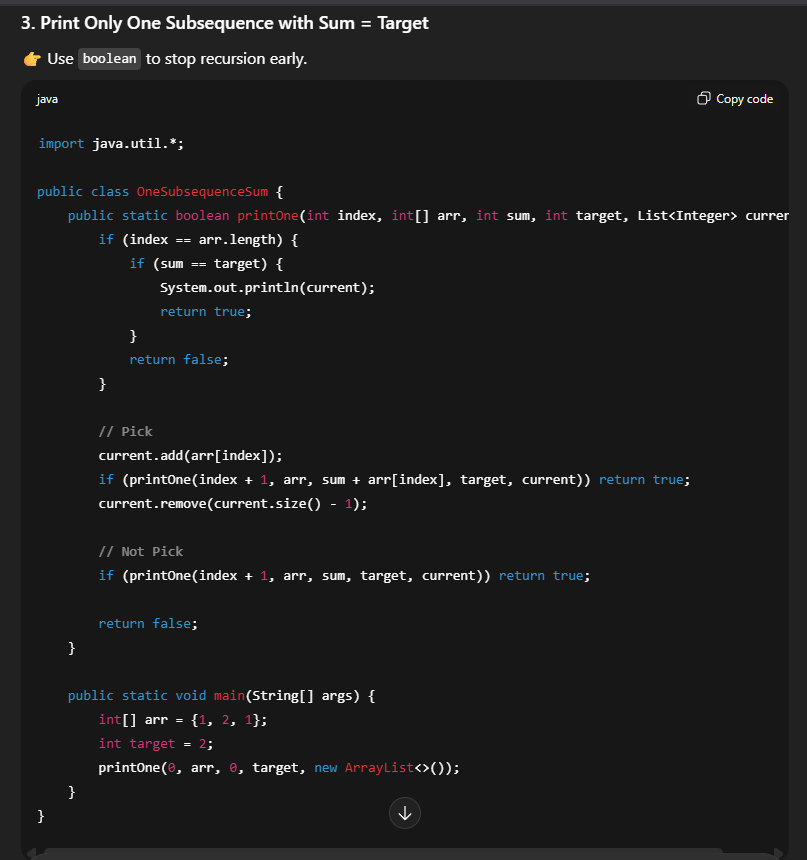 3. Print Only One Subsequence with Sum = Target
👉 Use boolean to stop recursion early.
java
Copy code
import java.util.*;
public class OneSubsequenceSum {
    public static boolean printOne(int index, int[] arr, int sum, int target, List<Integer> curren
        if (index == arr.length) {
            if (sum == target) {
                System.out.println(current);
                return true;
            }
            return false;
        }
        // Pick
        current.add(arr[index]);
        if (printOne(index + 1, arr, sum + arr[index], target, current)) return true;
        current.remove(current.size() - 1);
        // Not Pick
        if (printOne(index + 1, arr, sum, target, current)) return true;
        return false;
    }
    public static void main(String[] args) {
        int[] arr = {1, 2, 1};
        int target = 2;
        printOne(0, arr, 0, target, new ArrayList<>());
    }
}